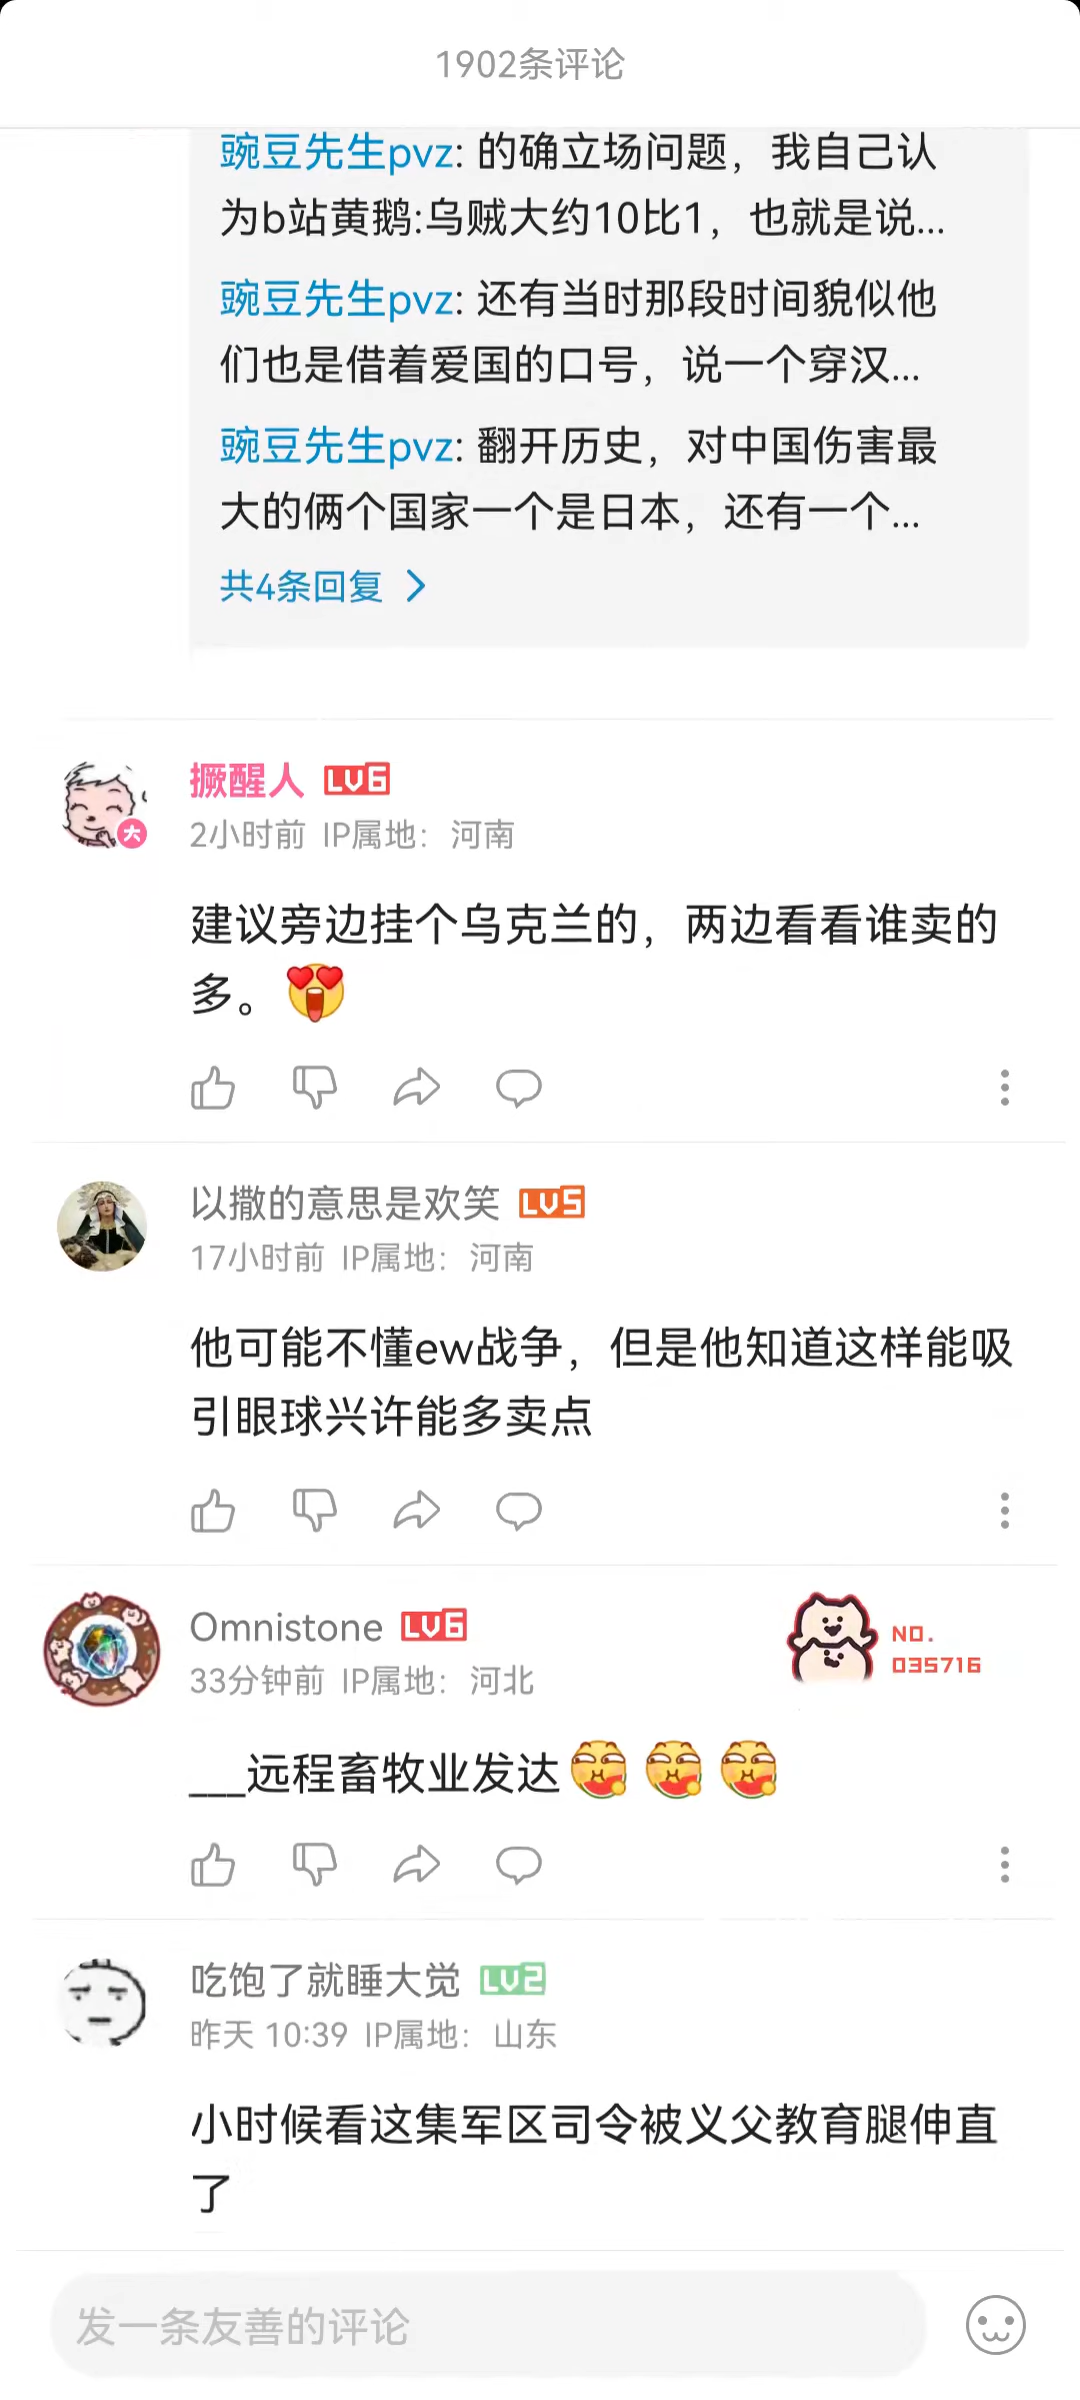 1902条评论
豌豆先生pvz: 的确立场问题，我自己认
为b站黄鹅:乌贼大约10比1，也就是说...
豌豆先生pvz: 还有当时那段时间貌似他
们也是借着爱国的口号，说一个穿汉...
豌豆先生pvz: 翻开历史，对中国伤害最
大的俩个国家一个是日本，还有一个...
共4条回复
撅醒人 LV6
大
2小时前 IP属地：河南
建议旁边挂个乌克兰的，两边看看谁卖的
多。
以撒的意思是欢笑 LV5
17小时前 IP属地：河南
他可能不懂ew战争，但是他知道这样能吸
引眼球兴许能多卖点
Omnistone LV6
NO.
035716
33分钟前 IP属地：河北
___远程畜牧业发达
吃饱了就睡大觉 LV2
昨天 10:39 IP属地：山东
小时候看这集军区司令被义父教育腿伸直
了
发一条友善的评论